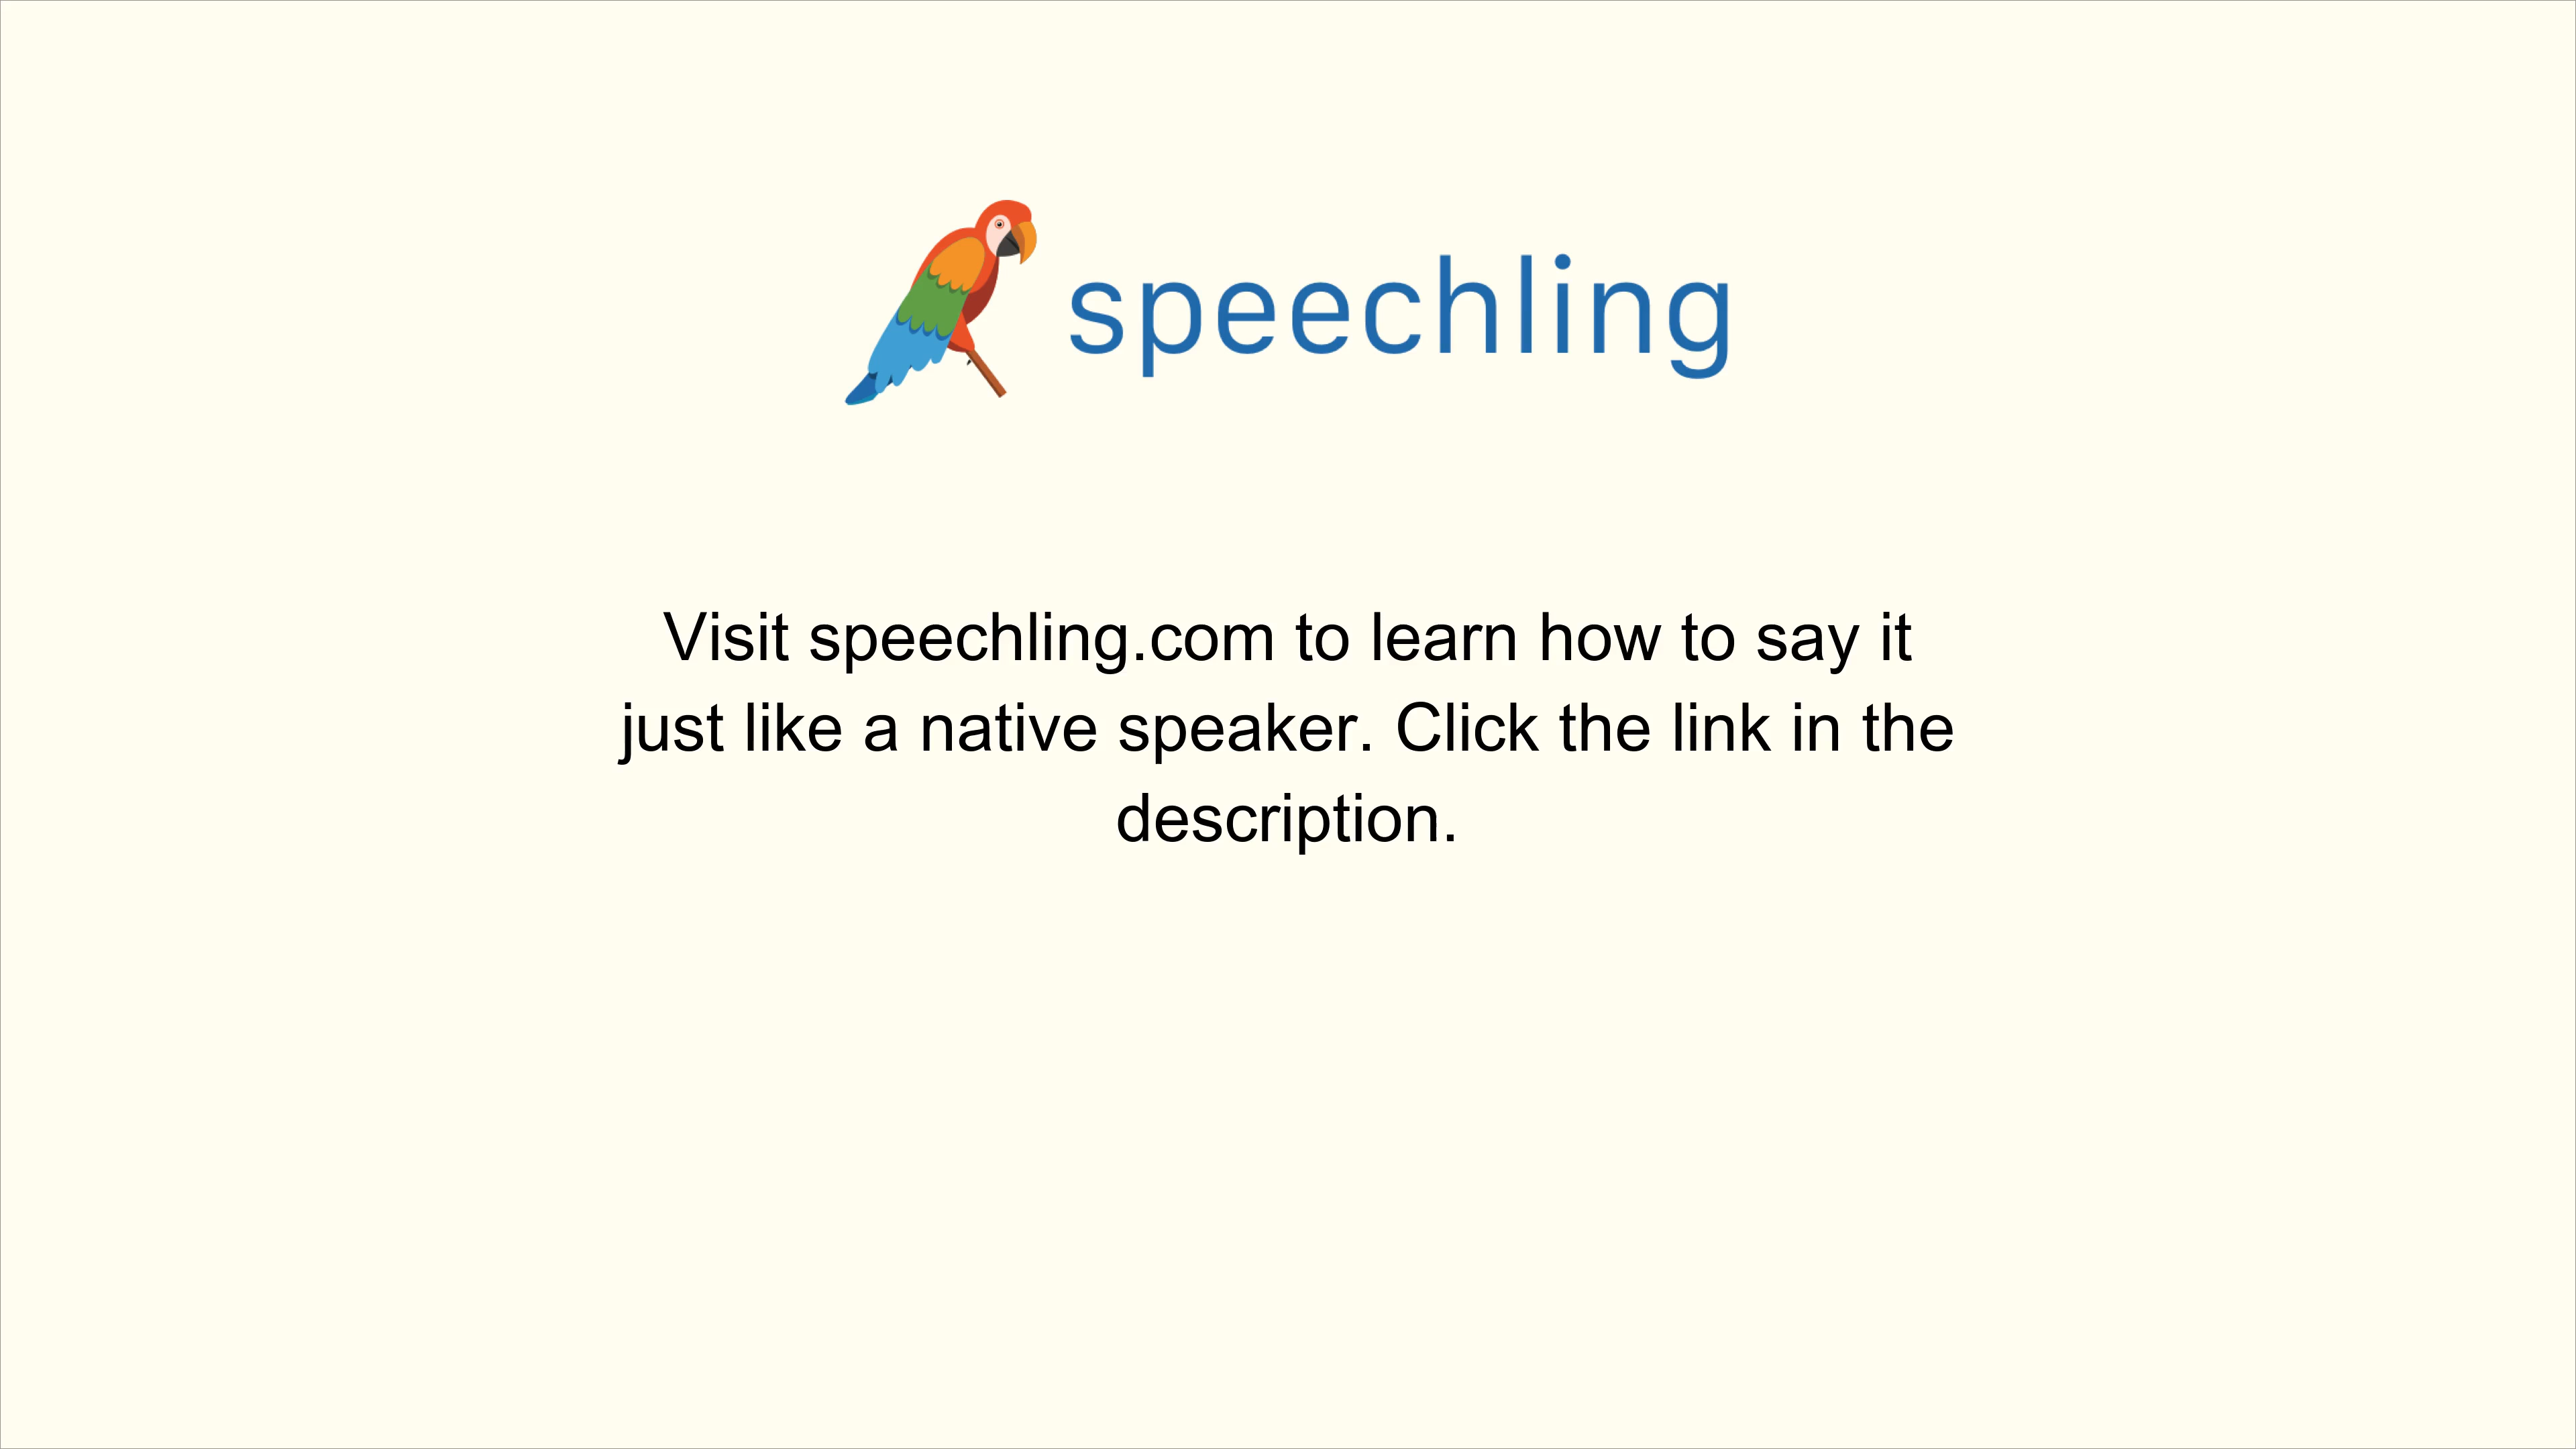 speechling
Visit speechling.com to learn how to say it
just like a native speaker. Click the link in the
description.